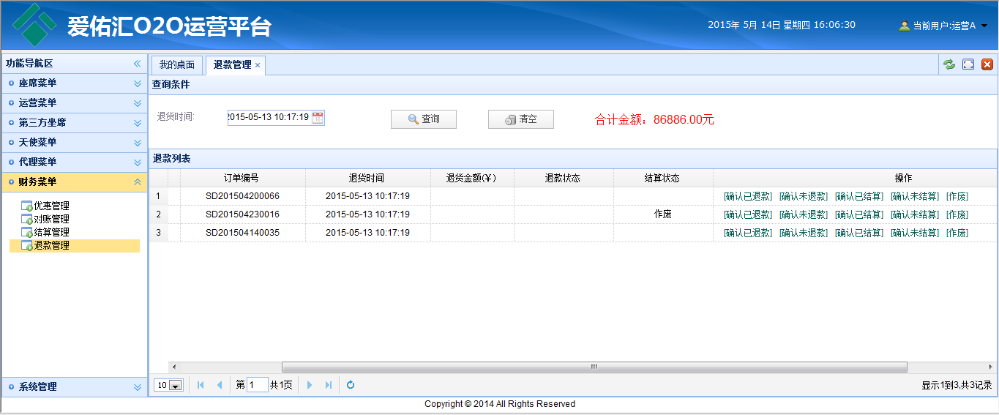 爱佑汇O2O运营平台
2015年 5月 14日 星期四 16:06:30
当前用户:运营A
功能导航区
座席菜单
运营菜单
第三方坐席
天使菜单
代理菜单
财务菜单
优惠管理
对账管理
结算管理
退款管理
系统管理
我的桌面 退款管理
查询条件
退货时间: 2015-05-13 10:17:19 查询 清空 合计金额：86886.00元
退款列表
订单编号 退货时间 退货金额(¥) 退款状态 结算状态 操作
1 SD201504200066 2015-05-13 10:17:19 [确认已退款] [确认未退款] [确认已结算] [确认未结算] [作废]
2 SD201504230016 2015-05-13 10:17:19 作废 [确认已退款] [确认未退款] [确认已结算] [确认未结算] [作废]
3 SD201504140035 2015-05-13 10:17:19 [确认已退款] [确认未退款] [确认已结算] [确认未结算] [作废]
10 第 1 共1页 显示1到3,共3记录
Copyright © 2014 All Rights Reserved